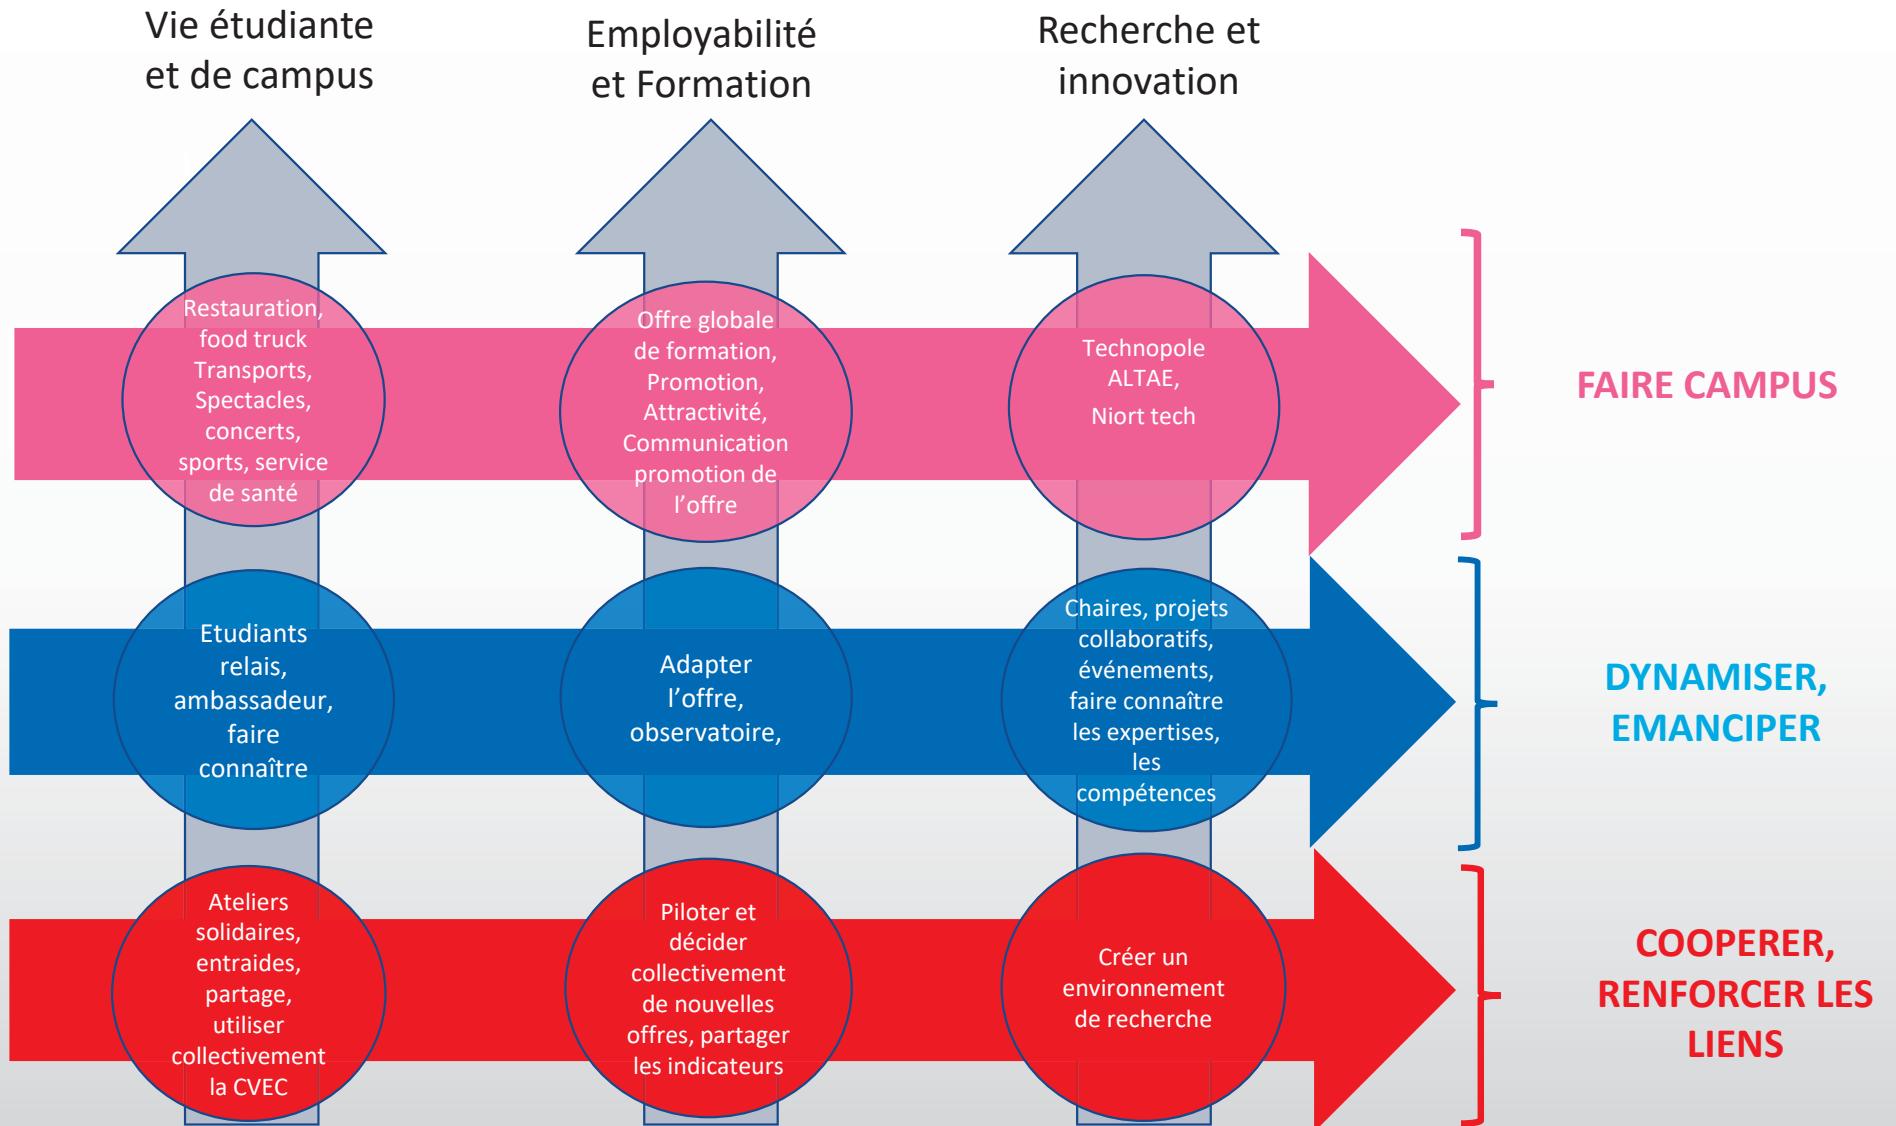 Vie étudiante
et de campus
Employabilité
et Formation
Recherche et
innovation
Restauration,
food truck
Transports,
Spectacles,
concerts,
sports, service
de santé
Offre globale
de formation,
Promotion,
Attractivité,
Communication
promotion de
l’offre
Technopole
ALTAE,
Niort tech
FAIRE CAMPUS
Etudiants
relais,
ambassadeur,
faire
connaître
Adapter
l’offre,
observatoire,
Chaires, projets
collaboratifs,
événements,
faire connaître
les expertises,
les
compétences
DYNAMISER,
EMANCIPER
Ateliers
solidaires,
entraides,
partage,
utiliser
collectivement
la CVEC
Piloter et
décider
collectivement
de nouvelles
offres, partager
les indicateurs
Créer un
environnement
de recherche
COOPERER,
RENFORCER LES
LIENS